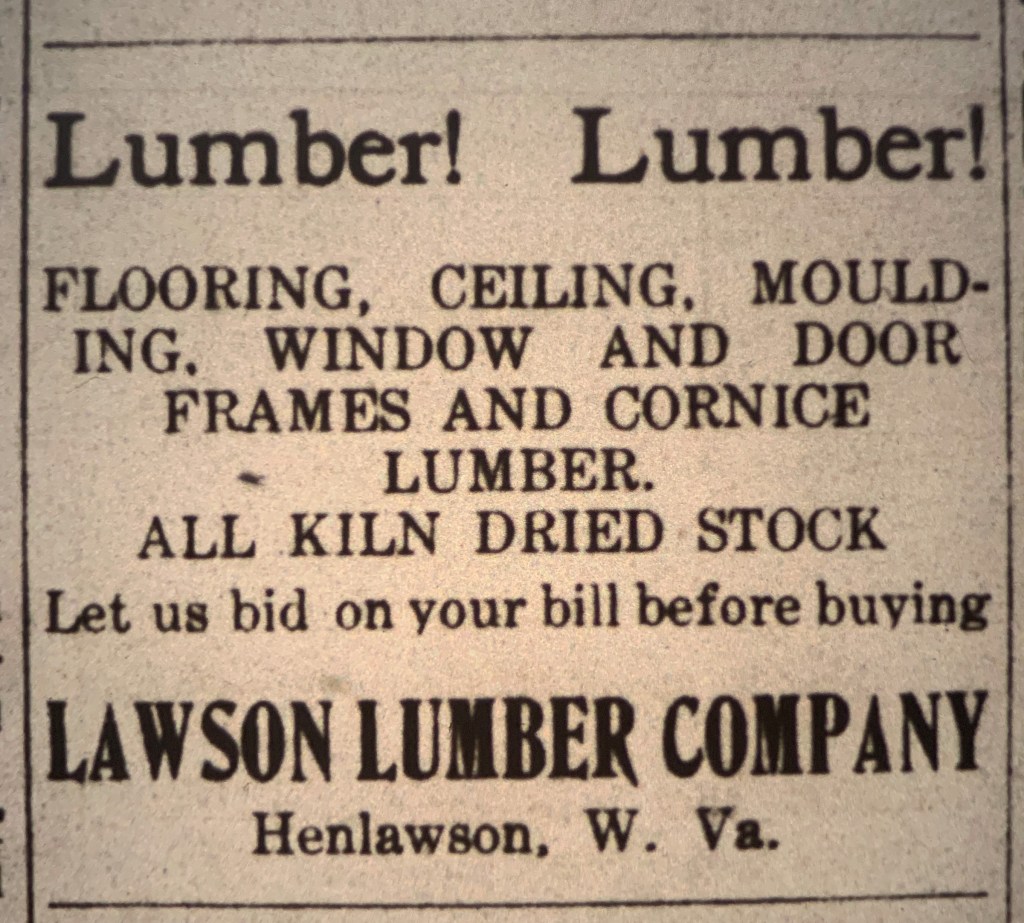 Lumber! Lumber!
FLOORING, CEILING, MOULD-
ING, WINDOW AND DOOR
FRAMES AND CORNICE
LUMBER.
ALL KILN DRIED STOCK
Let us bid on your bill before buying
LAWSON LUMBER COMPANY
Henlawson, W. Va.